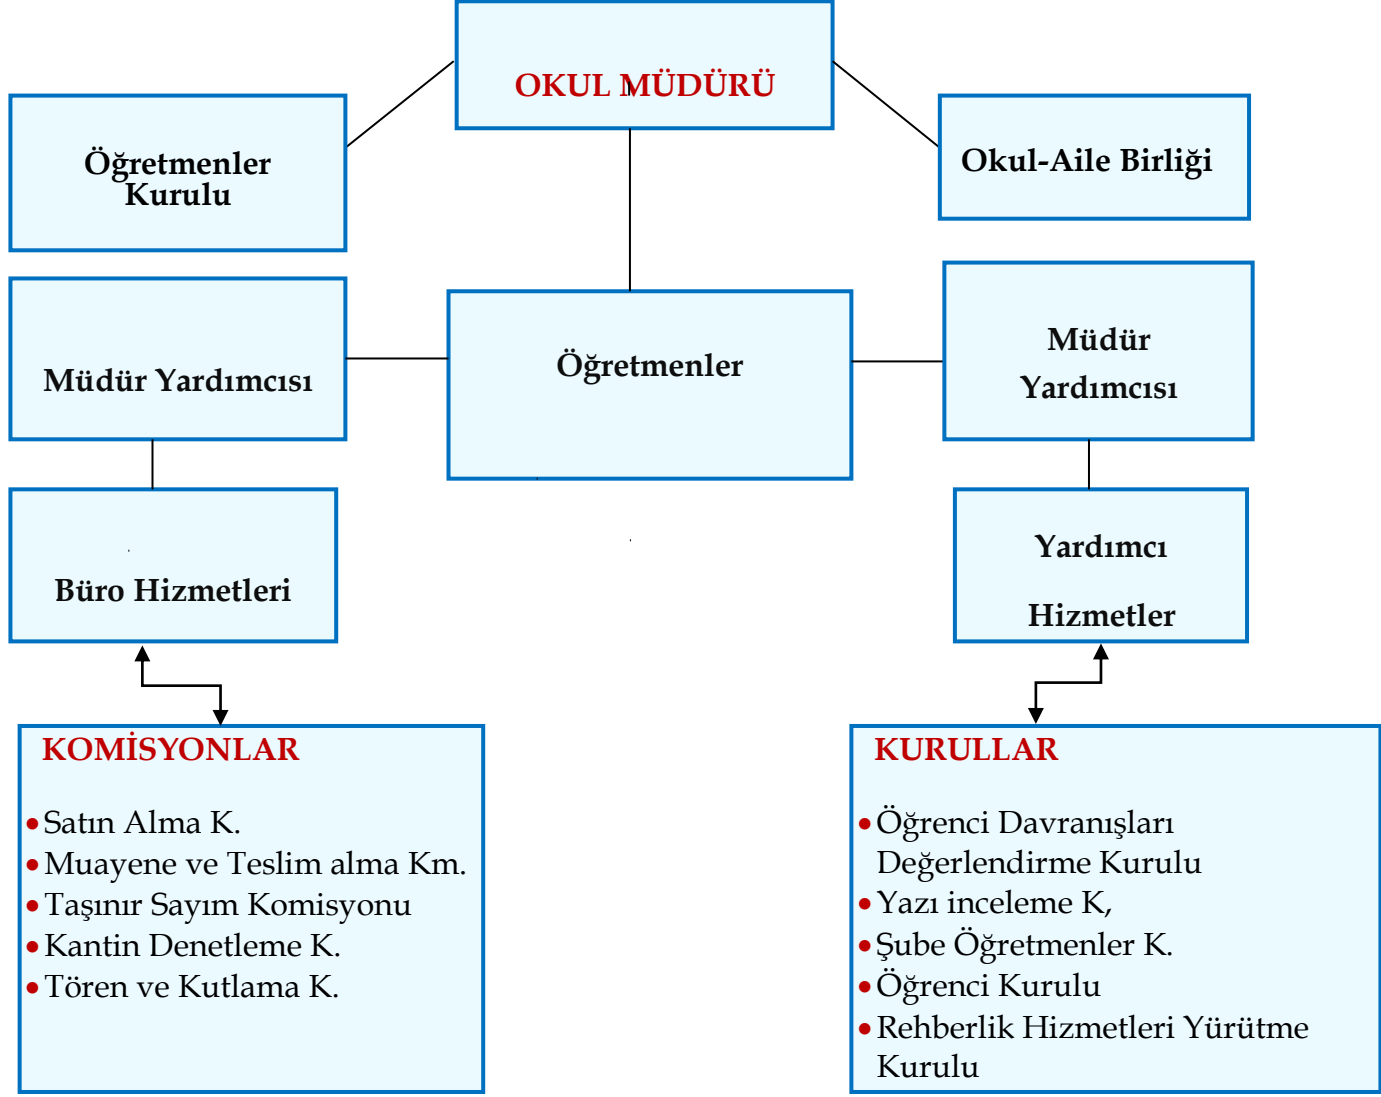 OKUL MÜDÜRÜ
Öğretmenler
Kurulu
Okul-Aile Birliği
Müdür Yardımcısı
Öğretmenler
Müdür
Yardımcısı
Büro Hizmetleri
Yardımcı
Hizmetler
KOMİSYONLAR
• Satın Alma K.
• Muayene ve Teslim alma Km.
• Taşınır Sayım Komisyonu
• Kantin Denetleme K.
• Tören ve Kutlama K.
KURULLAR
• Öğrenci Davranışları
Değerlendirme Kurulu
• Yazı inceleme K,
• Şube Öğretmenler K.
• Öğrenci Kurulu
• Rehberlik Hizmetleri Yürütme
Kurulu